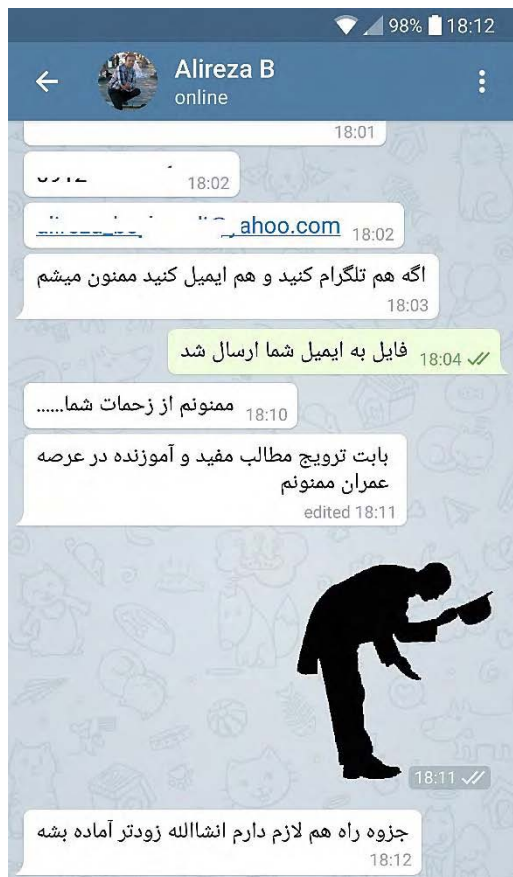 98% 18:12
Alireza B
online
18:01
18:02
ahoo.com 18:02
اگه هم تلگرام کنید و هم ایمیل کنید ممنون میشم
18:03
فایل به ایمیل شما ارسال شد 18:04
ممنونم از زحمات شما...... 18:10
بابت ترویج مطالب مفید و آموزنده در عرصه
عمران ممنونم
edited 18:11
18:11
جزوه راه هم لازم دارم انشاالله زودتر آماده بشه
18:12